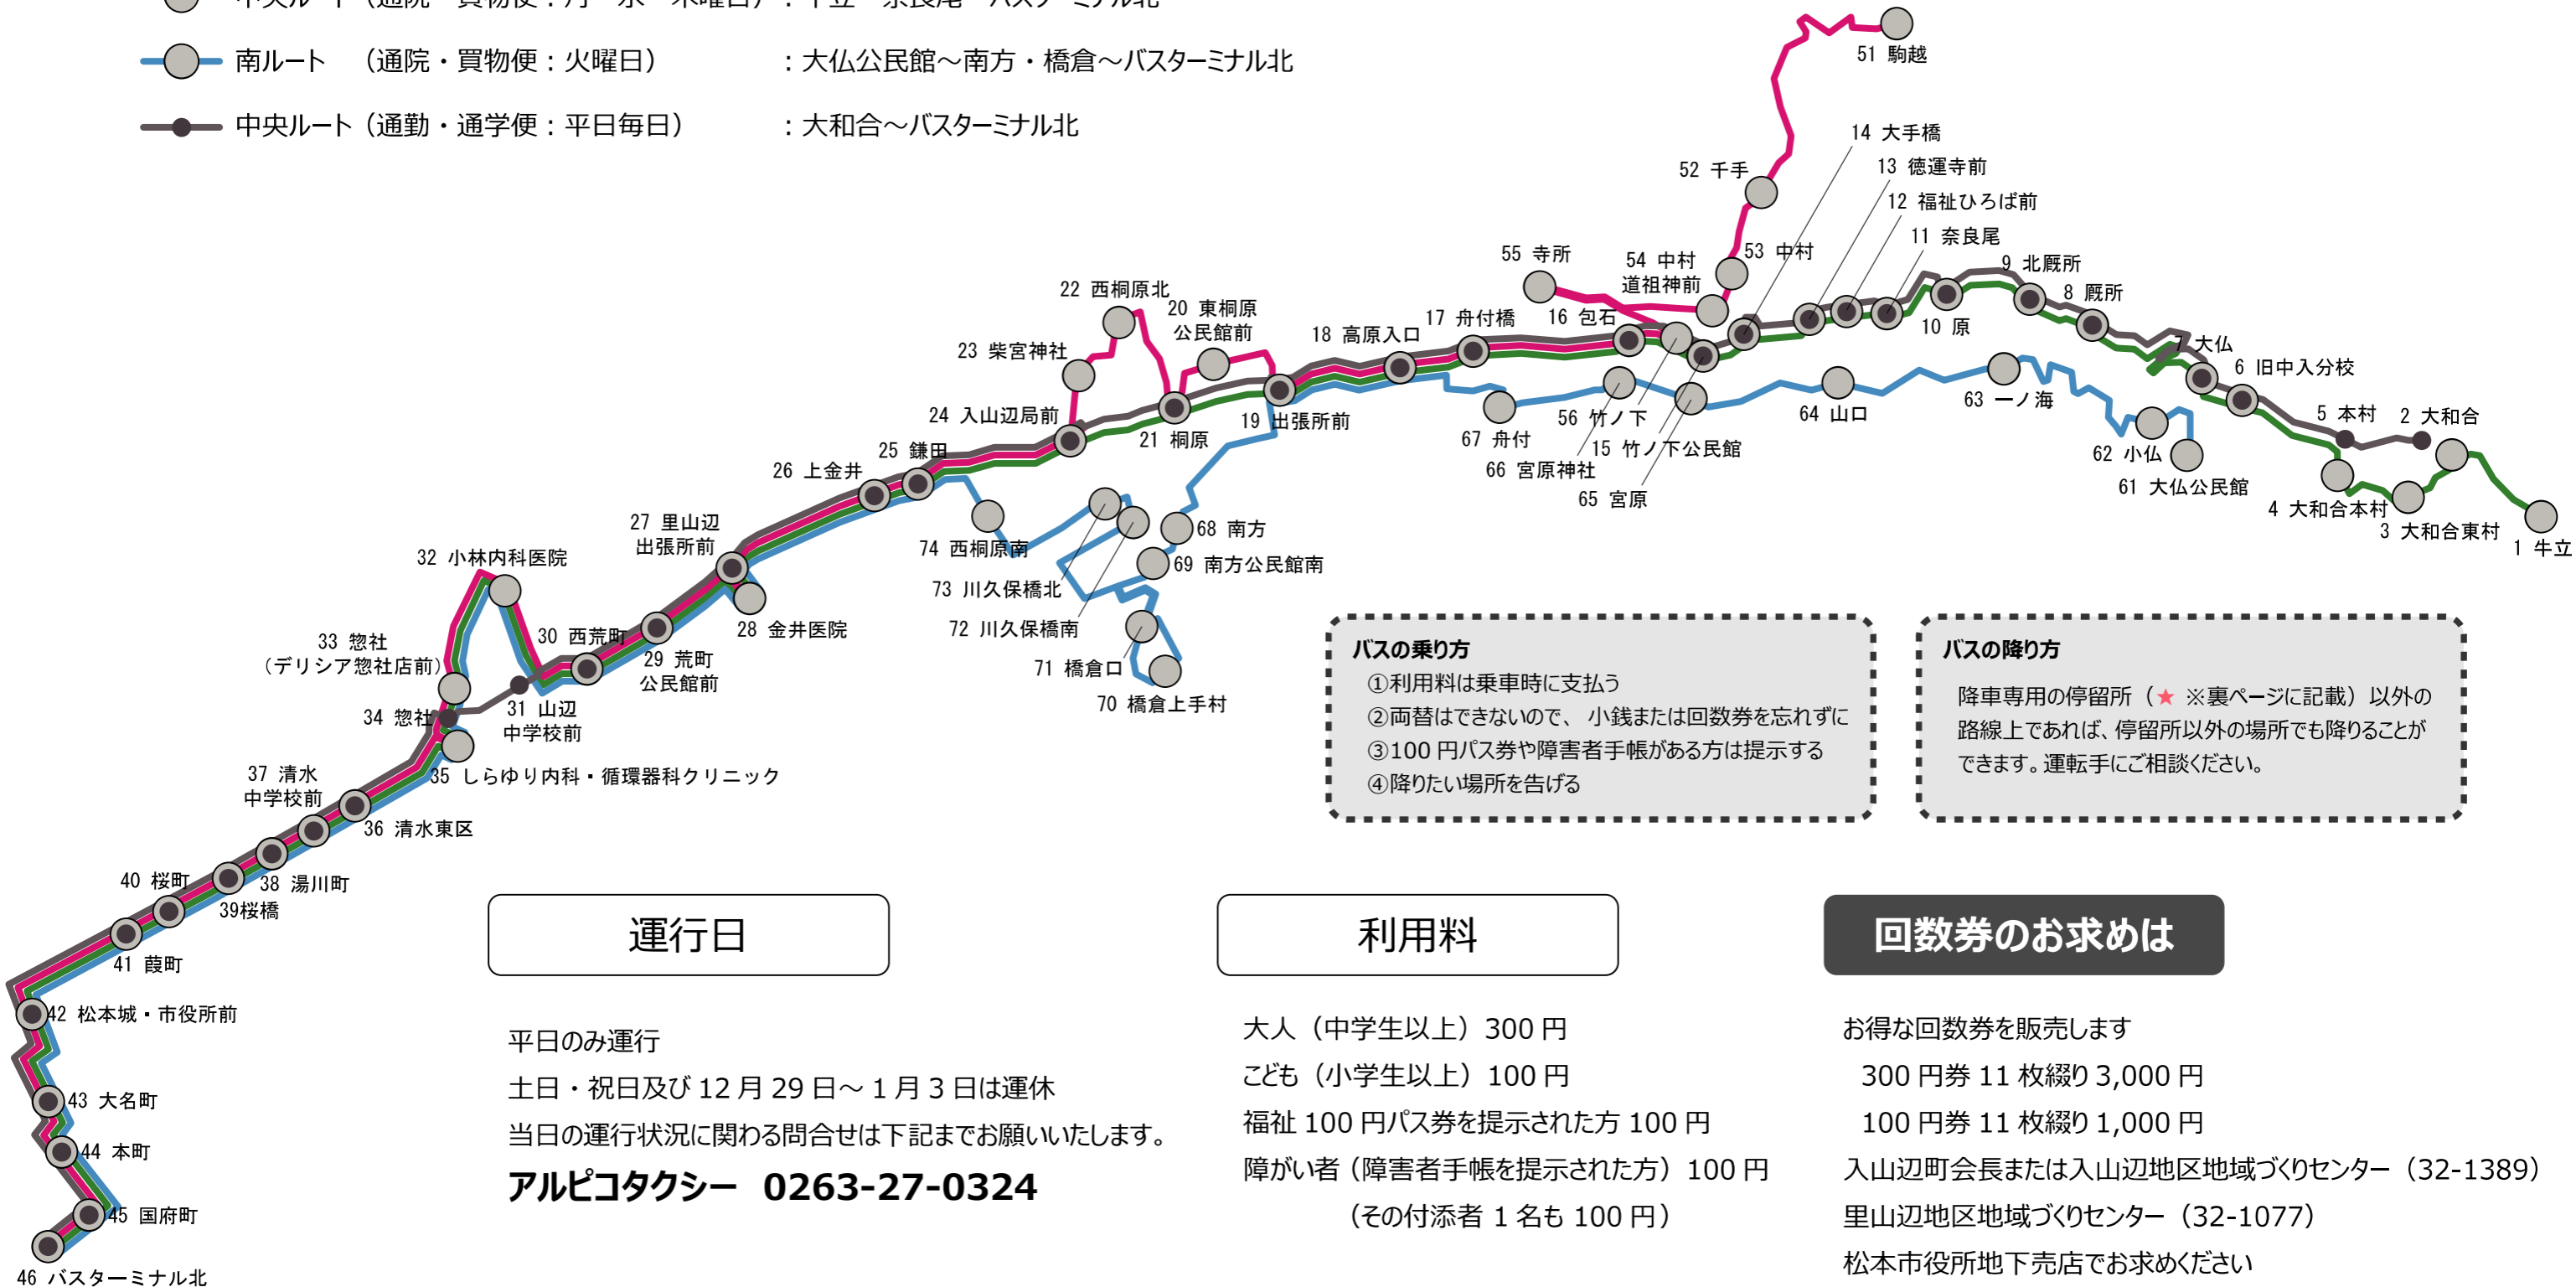 中央ルート（通院・買物便：月・水・木曜日）：牛立～奈良尾～バスターミナル北
南ルート （通院・買物便：火曜日） ：大仏公民館～南方・橋倉～バスターミナル北
中央ルート（通勤・通学便：平日毎日） ：大和合～バスターミナル北
51 駒越
14 大手橋
52 千手
13 徳運寺前
12 福祉ひろば前
11 奈良尾
55 寺所
54 中村
道祖神前
53 中村
9 北厩所
8 厩所
22 西桐原北
20 東桐原
公民館前
18 高原入口
17 舟付橋
16 包石
10 原
7 大仏
6 旧中入分校
23 柴宮神社
5 本村
2 大和合
24 入山辺局前
21 桐原
19 出張所前
67 舟付
56 竹ノ下
15 竹ノ下公民館
66 宮原神社
65 宮原
64 山口
63 一ノ海
62 小仏
61 大仏公民館
4 大和合本村
3 大和合東村
1 牛立
25 鎌田
26 上金井
27 里山辺
出張所前
74 西桐原南
68 南方
69 南方公民館南
73 川久保橋北
72 川久保橋南
71 橋倉口
70 橋倉上手村
32 小林内科医院
28 金井医院
30 西荒町
29 荒町
公民館前
33 惣社
（デリシア惣社店前）
34 惣社
31 山辺
中学校前
35 しらゆり内科・循環器科クリニック
37 清水
中学校前
36 清水東区
40 桜町
38 湯川町
39桜橋
41 葭町
42 松本城・市役所前
43 大名町
44 本町
45 国府町
46 バスターミナル北
バスの乗り方
①利用料は乗車時に支払う
②両替はできないので、小銭または回数券を忘れずに
③100 円パス券や障害者手帳がある方は提示する
④降りたい場所を告げる
バスの降り方
降車専用の停留所（★ ※裏ページに記載）以外の
路線上であれば、停留所以外の場所でも降りることが
できます。運転手にご相談ください。
運行日
平日のみ運行
土日・祝日及び 12 月 29 日～ 1 月 3 日は運休
当日の運行状況に関わる問合せは下記までお願いいたします。
アルピコタクシー 0263-27-0324
利用料
大人（中学生以上）300 円
こども（小学生以上）100 円
福祉 100 円パス券を提示された方 100 円
障がい者（障害者手帳を提示された方）100 円
（その付添者 1 名も 100 円）
回数券のお求めは
お得な回数券を販売します
300 円券 11 枚綴り 3,000 円
100 円券 11 枚綴り 1,000 円
入山辺町会長または入山辺地区地域づくりセンター（32-1389）
里山辺地区地域づくりセンター（32-1077）
松本市役所地下売店でお求めください